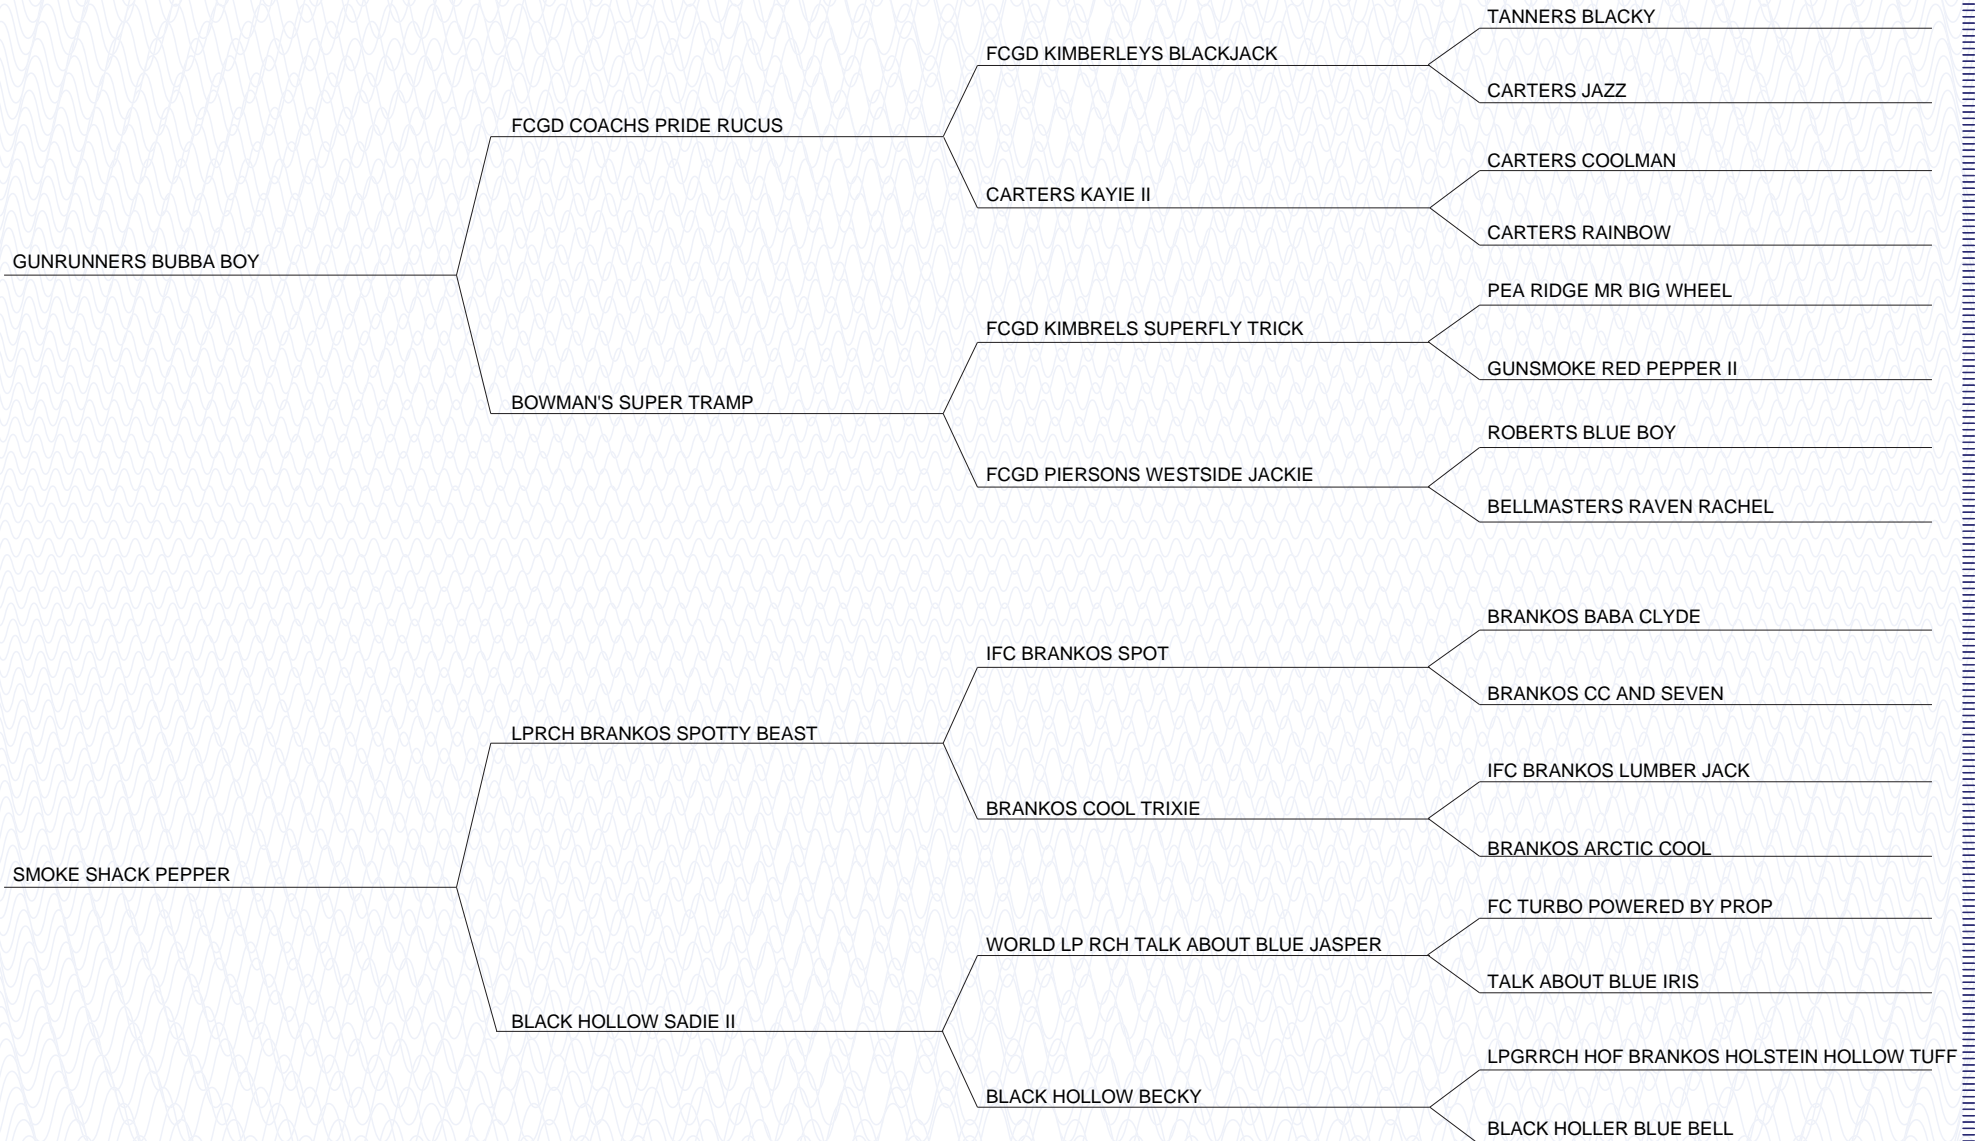 TANNERS BLACKY
FCGD KIMBERLEYS BLACKJACK
CARTERS JAZZ
FCGD COACHS PRIDE RUCUS
CARTERS COOLMAN
CARTERS KAYIE II
CARTERS RAINBOW
GUNRUNNERS BUBBA BOY
PEA RIDGE MR BIG WHEEL
FCGD KIMBRELS SUPERFLY TRICK
GUNSMOKE RED PEPPER II
BOWMAN'S SUPER TRAMP
ROBERTS BLUE BOY
FCGD PIERSONS WESTSIDE JACKIE
BELLMASTERS RAVEN RACHEL
BRANKOS BABA CLYDE
IFC BRANKOS SPOT
BRANKOS CC AND SEVEN
LPRCH BRANKOS SPOTTY BEAST
IFC BRANKOS LUMBER JACK
BRANKOS COOL TRIXIE
BRANKOS ARCTIC COOL
SMOKE SHACK PEPPER
FC TURBO POWERED BY PROP
WORLD LP RCH TALK ABOUT BLUE JASPER
TALK ABOUT BLUE IRIS
BLACK HOLLOW SADIE II
LPGRRCH HOF BRANKOS HOLSTEIN HOLLOW TUFF
BLACK HOLLOW BECKY
BLACK HOLLER BLUE BELL